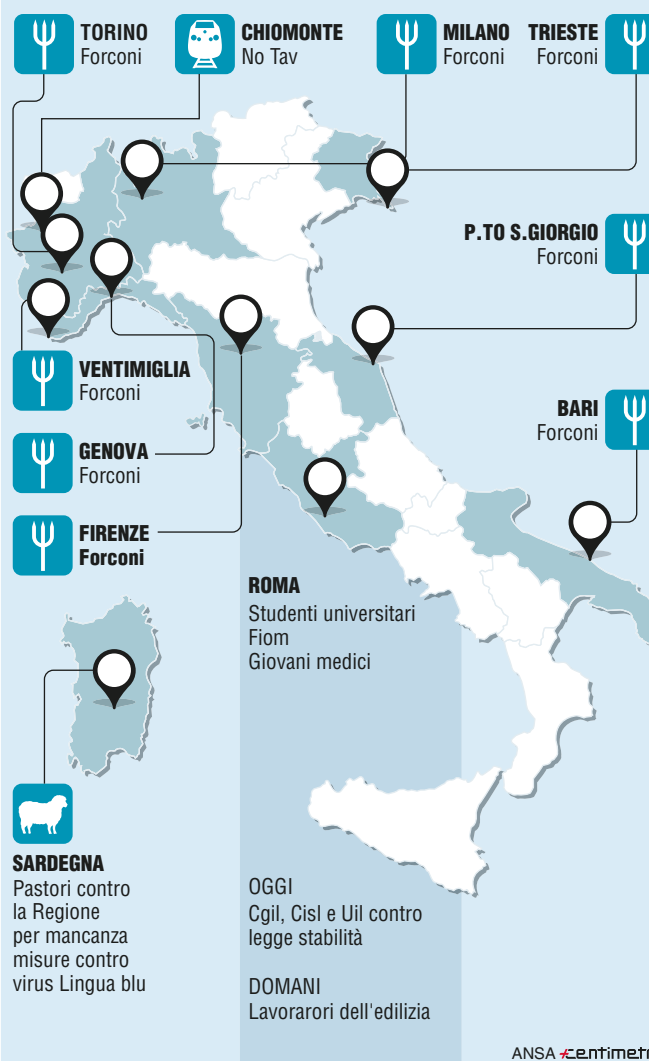 TORINO
Forconi
CHIOMONTE
No Tav
MILANO
Forconi
TRIESTE
Forconi
P.TO S.GIORGIO
Forconi
VENTIMIGLIA
Forconi
BARI
Forconi
GENOVA
Forconi
FIRENZE
Forconi
ROMA
Studenti universitari
Fiom
Giovani medici
SARDEGNA
Pastori contro
la Regione
per mancanza
misure contro
virus Lingua blu
OGGI
Cgil, Cisl e Uil contro
legge stabilità
DOMANI
Lavorarori dell'edilizia
ANSA centimetr